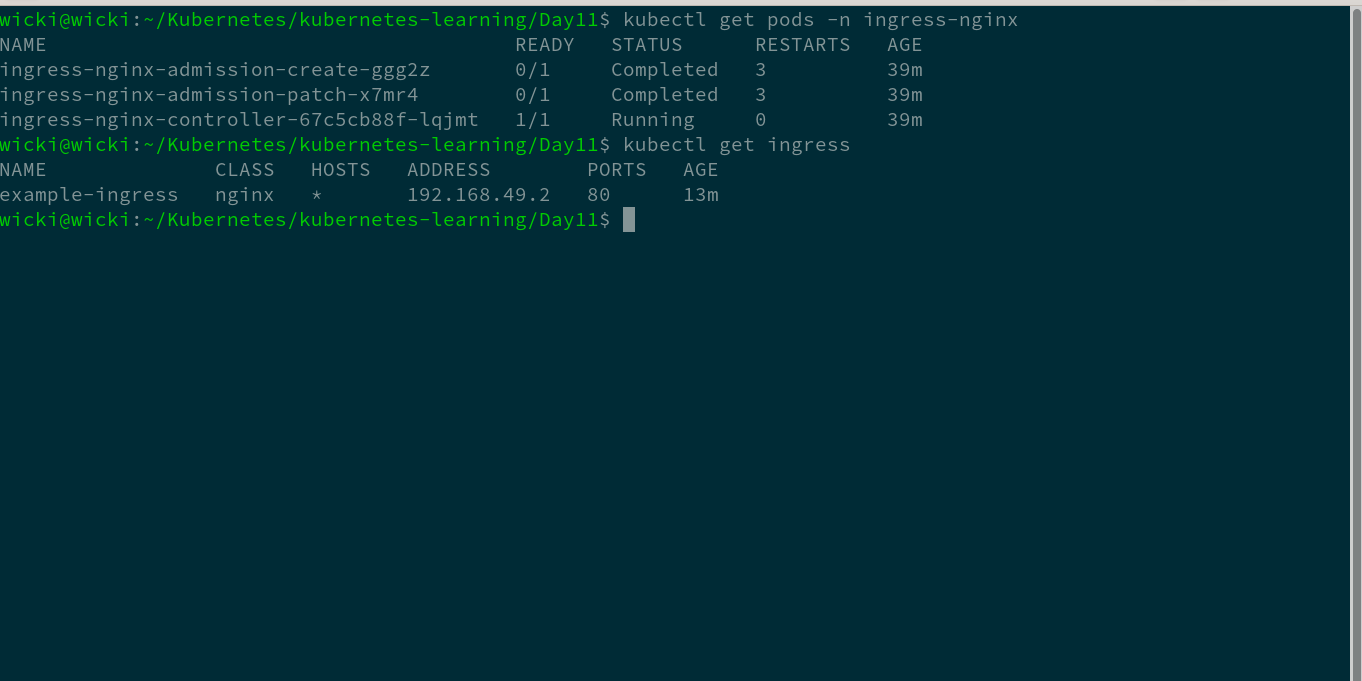 wicki@wicki:~/Kubernetes/kubernetes-learning/Day11$ kubectl get pods -n ingress-nginx
NAME                                       READY   STATUS      RESTARTS   AGE
ingress-nginx-admission-create-ggg2z       0/1     Completed   3          39m
ingress-nginx-admission-patch-x7mr4        0/1     Completed   3          39m
ingress-nginx-controller-67c5cb88f-lqjmt   1/1     Running     0          39m
wicki@wicki:~/Kubernetes/kubernetes-learning/Day11$ kubectl get ingress
NAME              CLASS   HOSTS   ADDRESS        PORTS   AGE
example-ingress   nginx   *       192.168.49.2   80      13m
wicki@wicki:~/Kubernetes/kubernetes-learning/Day11$